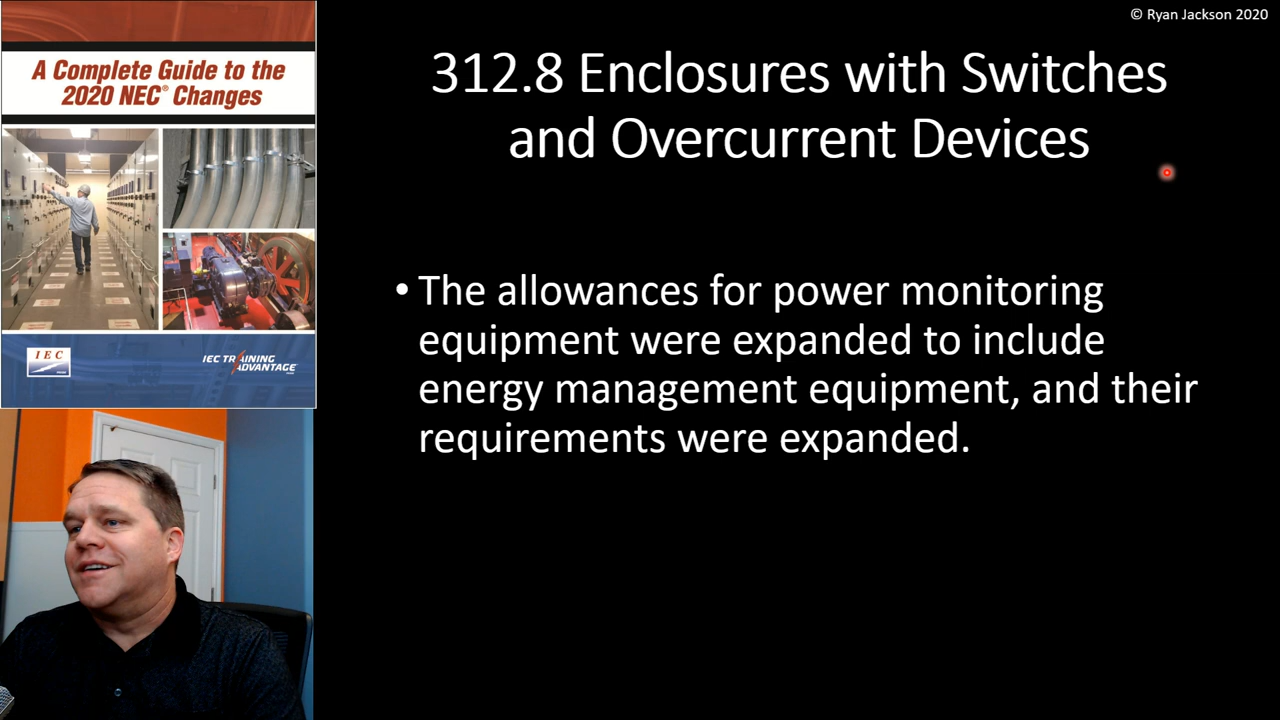 © Ryan Jackson 2020
A Complete Guide to the
2020 NEC® Changes
IEC
IEC TRAINING
ADVANTAGE
312.8 Enclosures with Switches
and Overcurrent Devices
• The allowances for power monitoring
equipment were expanded to include
energy management equipment, and their
requirements were expanded.